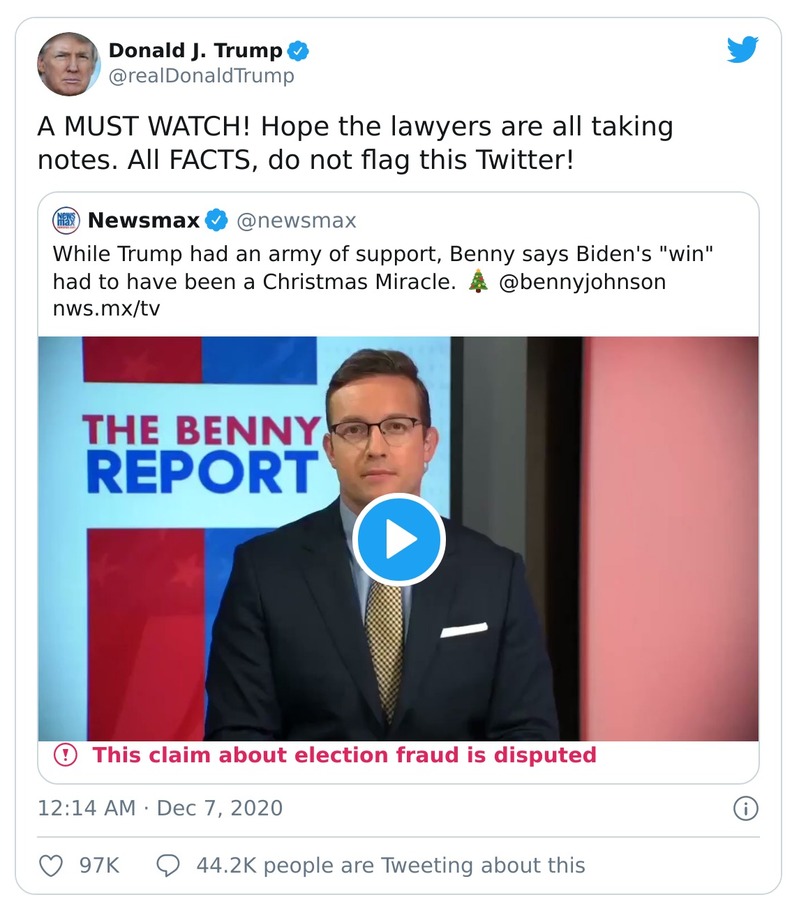 Donald J. Trump
@realDonaldTrump
A MUST WATCH! Hope the lawyers are all taking
notes. All FACTS, do not flag this Twitter!
NEWS
max
Newsmax @newsmax
While Trump had an army of support, Benny says Biden's "win"
had to have been a Christmas Miracle. 🎄 @bennyjohnson
nws.mx/tv
THE BENNY
REPORT
This claim about election fraud is disputed
12:14 AM · Dec 7, 2020
97K 44.2K people are Tweeting about this